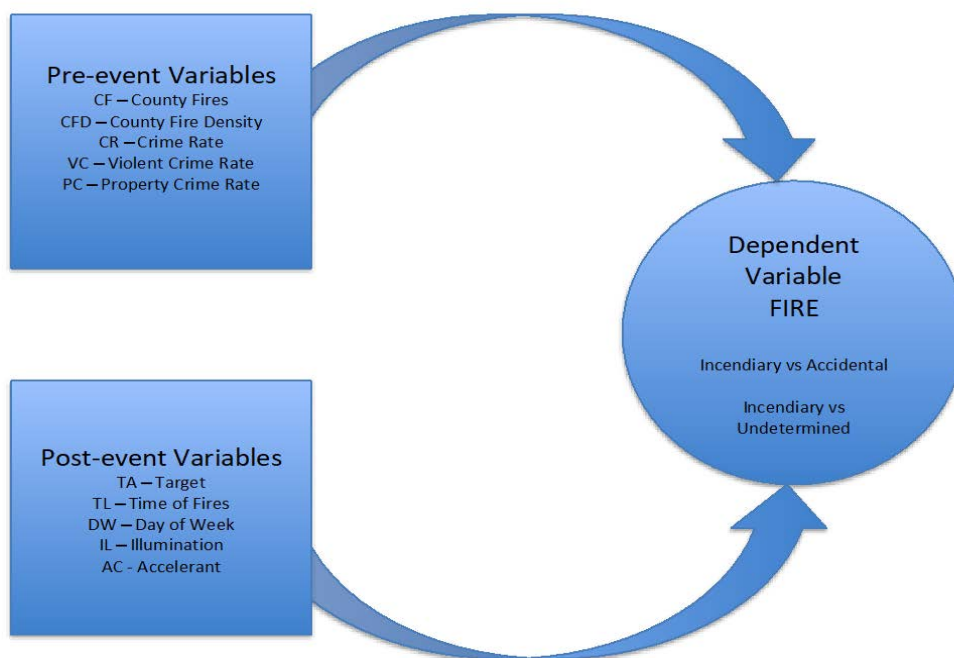 Pre-event Variables
CF – County Fires
CFD – County Fire Density
CR – Crime Rate
VC – Violent Crime Rate
PC – Property Crime Rate
Dependent
Variable
FIRE
Incendiary vs Accidental
Incendiary vs
Undetermined
Post-event Variables
TA – Target
TL – Time of Fires
DW – Day of Week
IL – Illumination
AC - Accelerant